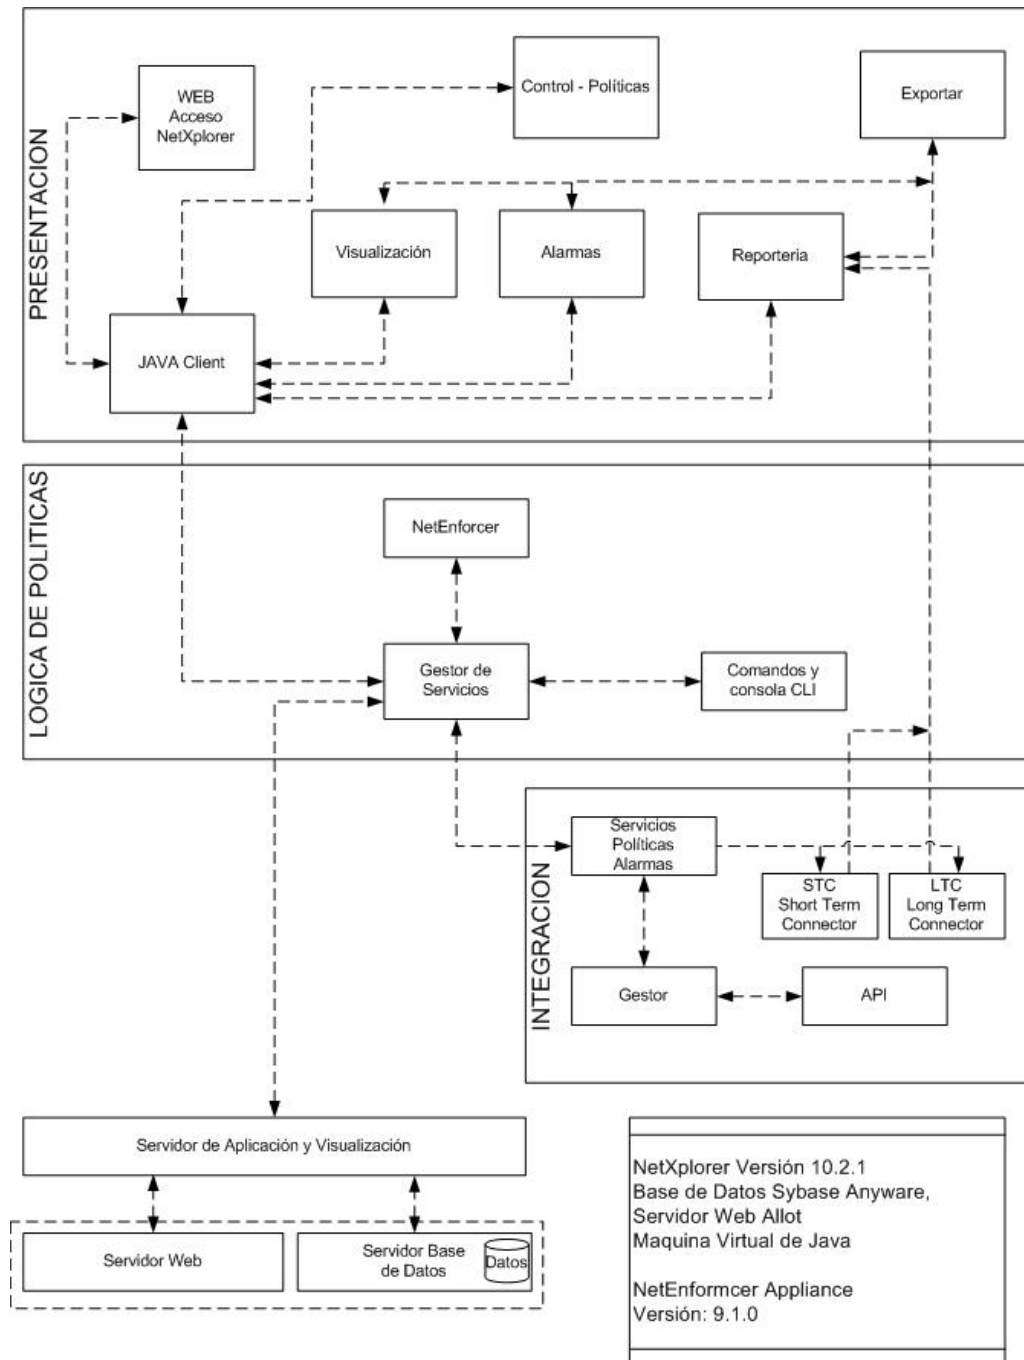 PRESENTACION
WEB
Acceso
NetXplorer
Control - Políticas
Exportar
Visualización
Alarmas
Reporteria
JAVA Client
LOGICA DE POLITICAS
NetEnforcer
Gestor de
Servicios
Comandos y
consola CLI
INTEGRACION
Servicios
Políticas
Alarmas
STC
Short Term
Connector
LTC
Long Term
Connector
Gestor
API
Servidor de Aplicación y Visualización
Servidor Web
Servidor Base
de Datos
Datos
NetXplorer Versión 10.2.1
Base de Datos Sybase Anyware,
Servidor Web Allot
Maquina Virtual de Java
NetEnformcer Appliance
Versión: 9.1.0